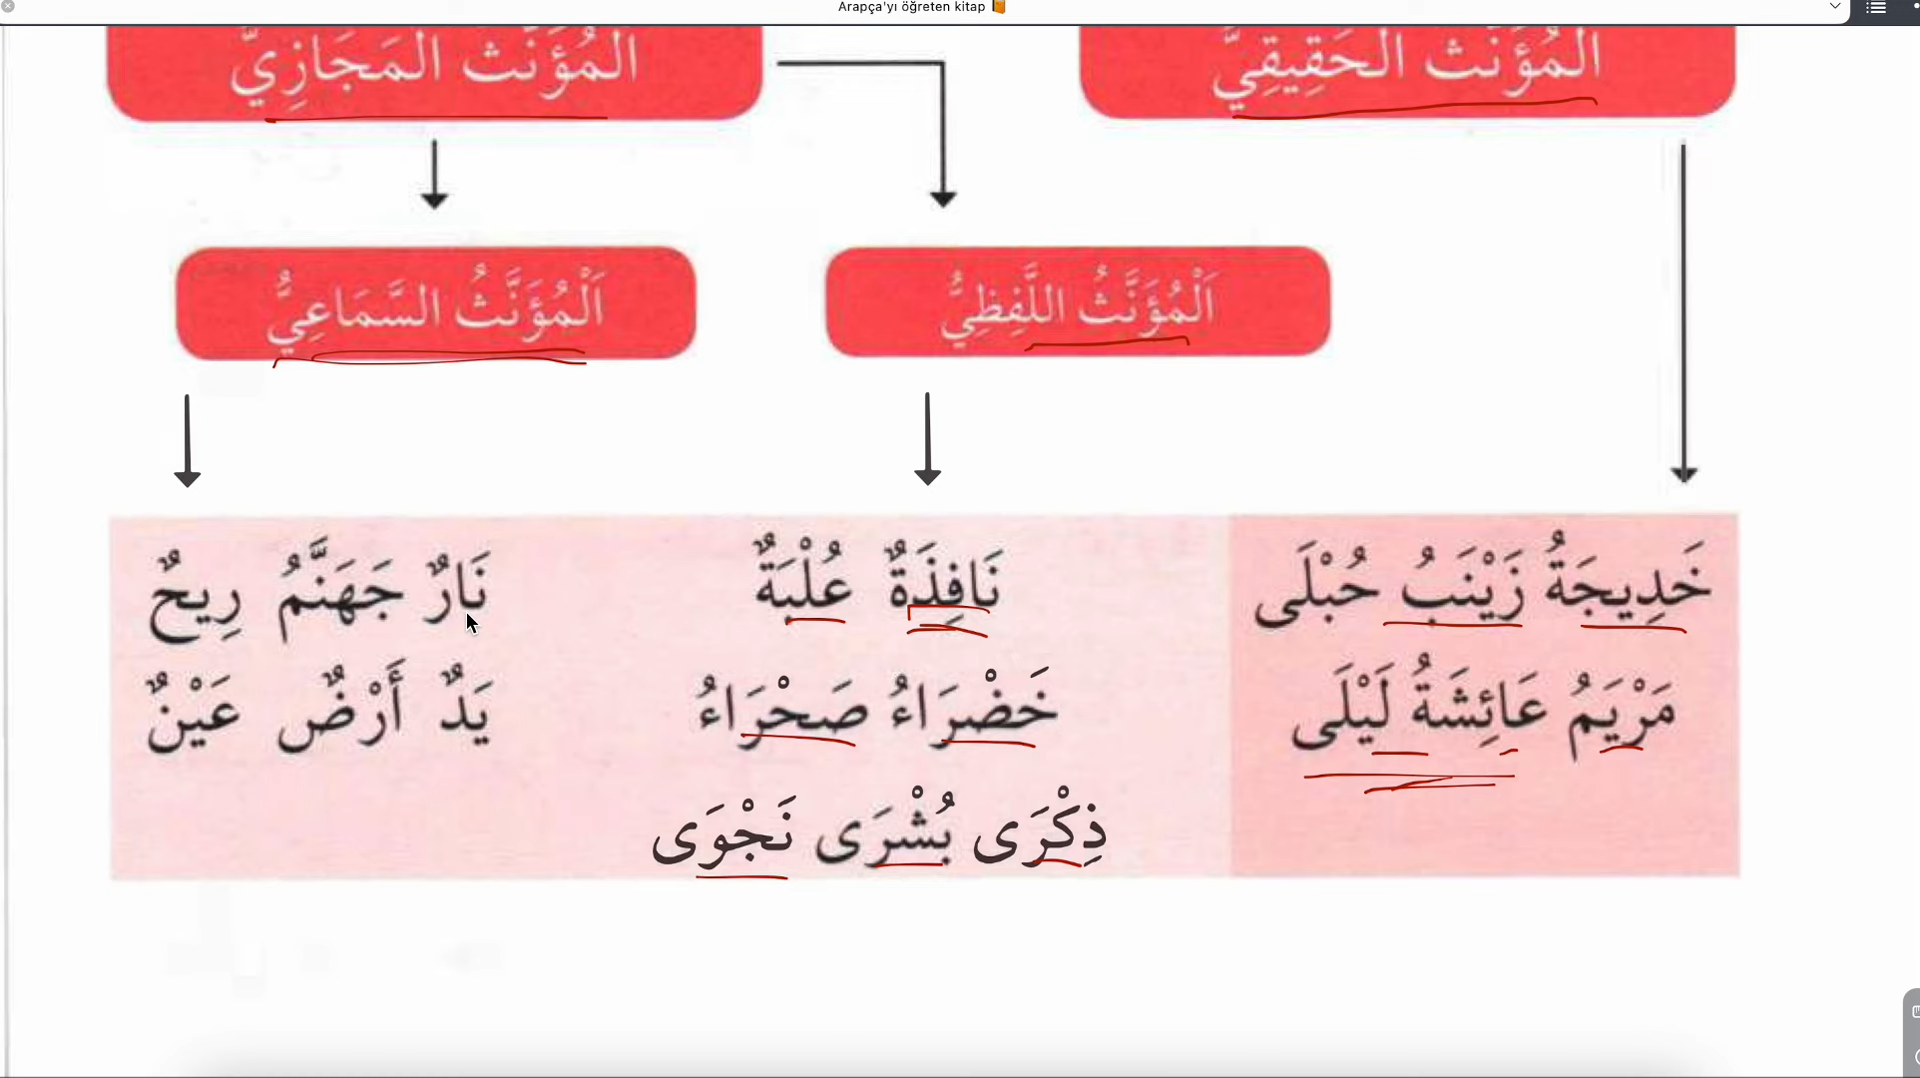 Arapça'yı öğreten kitap 📙
الْمُؤَنَّثُ الْحَقِيقِيُّ
الْمُؤَنَّثُ الْمَجَازِيُّ
اَلْمُؤَنَّثُ اللَّفْظِيُّ
اَلْمُؤَنَّثُ السَّمَاعِيُّ
خَدِيجَةُ زَيْنَبُ حُبْلَى
مَرْيَمُ عَائِشَةُ لَيْلَى
نَافِذَةٌ عُلْبَةٌ
خَضْرَاءُ صَحْرَاءُ
ذِكْرَى بُشْرَى نَجْوَى
نَارٌ جَهَنَّمُ رِيحٌ
يَدٌ أَرْضٌ عَيْنٌ